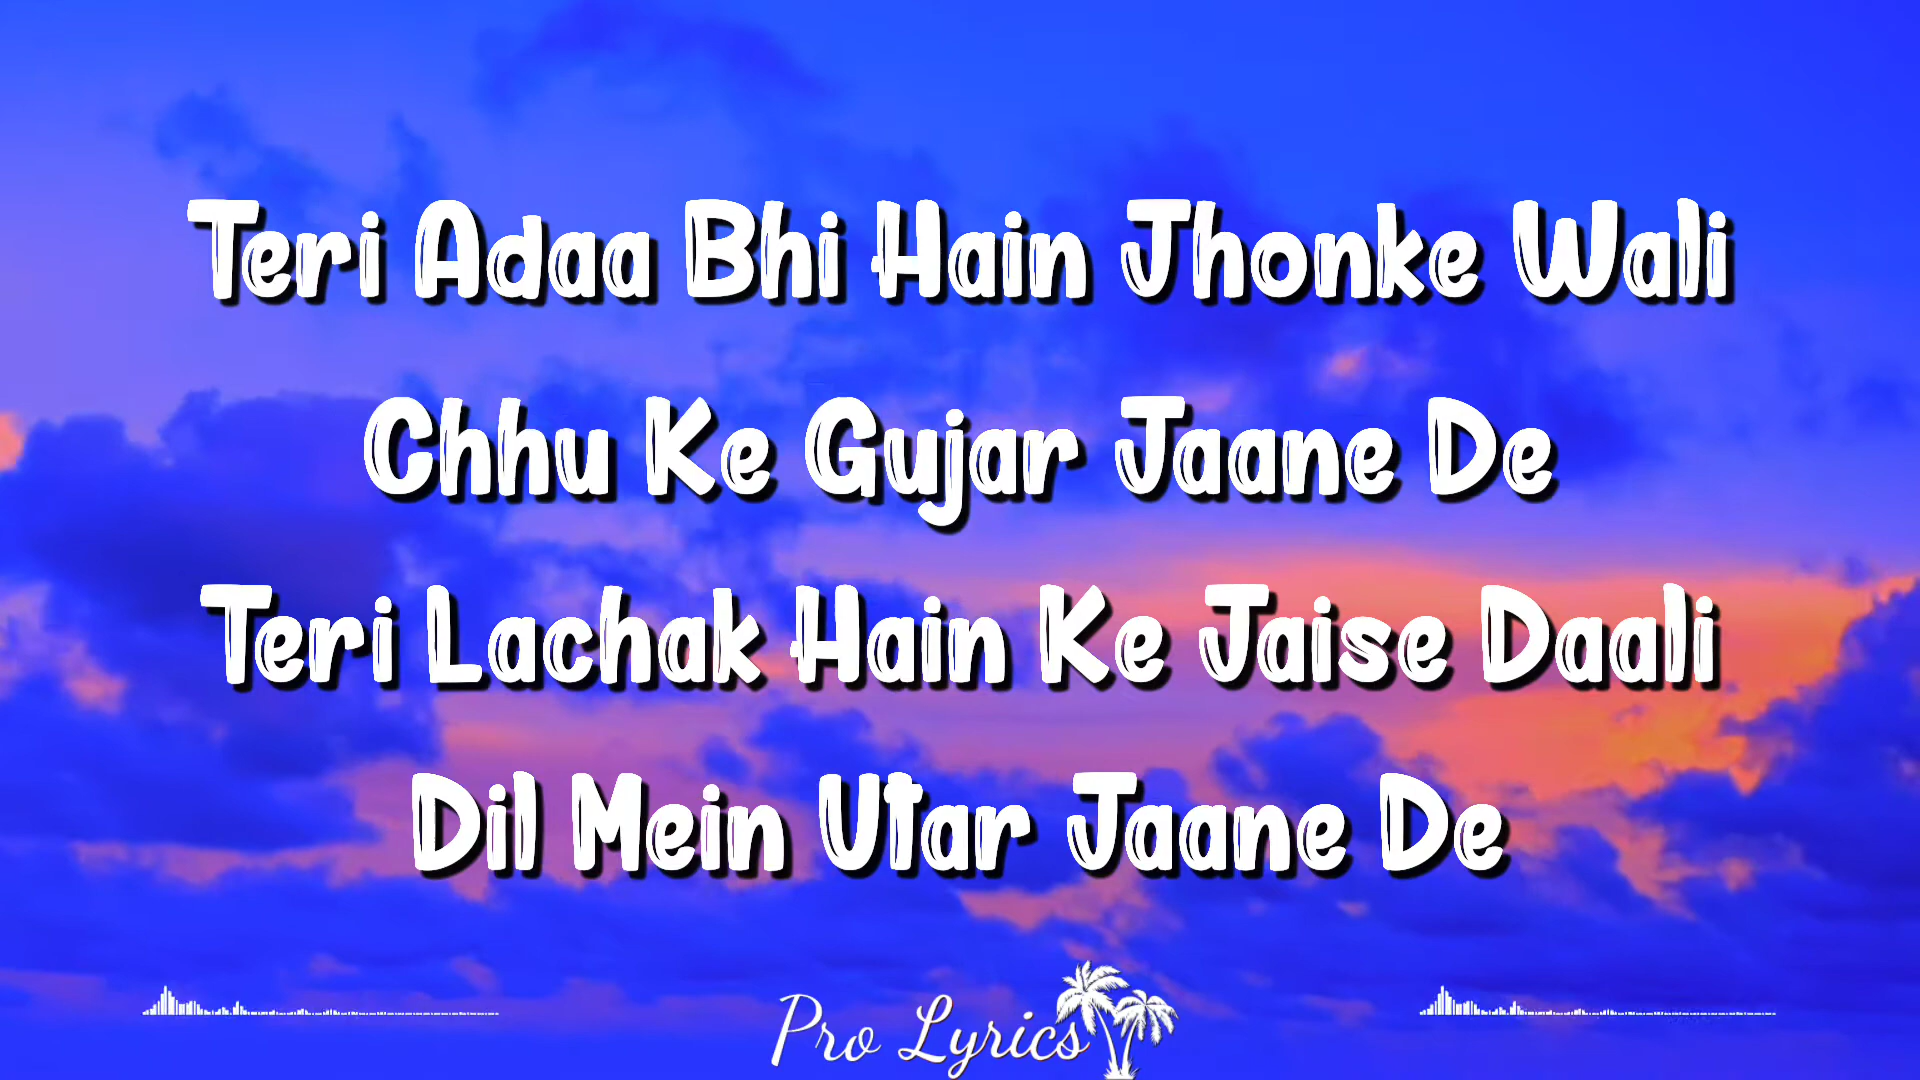 Teri Adaa Bhi Hain Jhonke Wali
Chhu Ke Gujar Jaane De
Teri Lachak Hain Ke Jaise Daali
Dil Mein Utar Jaane De
Pro Lyrics